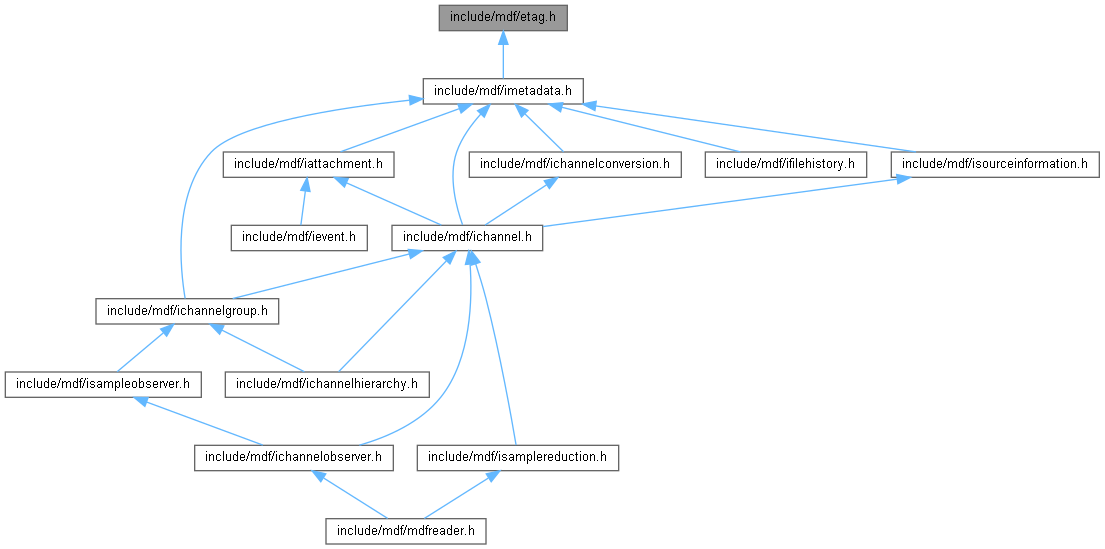 include/mdf/etag.h
include/mdf/imetadata.h
include/mdf/iattachment.h
include/mdf/ichannelconversion.h
include/mdf/ifilehistory.h
include/mdf/isourceinformation.h
include/mdf/ievent.h
include/mdf/ichannel.h
include/mdf/ichannelgroup.h
include/mdf/isampleobserver.h
include/mdf/ichannelhierarchy.h
include/mdf/ichannelobserver.h
include/mdf/isamplereduction.h
include/mdf/mdfreader.h